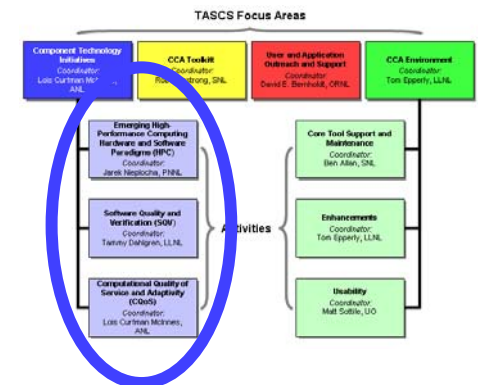 TASCS Focus Areas
Component Technology
Initiatives
Coordinator:
Lois Curfman
ANL
CCA Toolkit
Coordinator:
SNL
User and Application
Outreach and Support
Coordinator:
David E. Bernholdt, ORNL
CCA Environment
Coordinator:
Tom Epperly, LLNL
Emerging High-
Performance Computing
Hardware and Software
Paradigms (HPC)
Coordinator:
Jarek Nieplocha, PNNL
Software Quality and
Verification (SQV)
Coordinator:
Tammy Dahlgren, LLNL
Computational Quality of
Service and Adaptivity
(CQoS)
Coordinator:
Lois Curfman McInnes,
ANL
Activities
Core Tool Support and
Maintenance
Coordinator:
Ben Allan, SNL
Enhancements
Coordinator:
Tom Epperly, LLNL
Usability
Coordinator:
Matt Sottile, UO